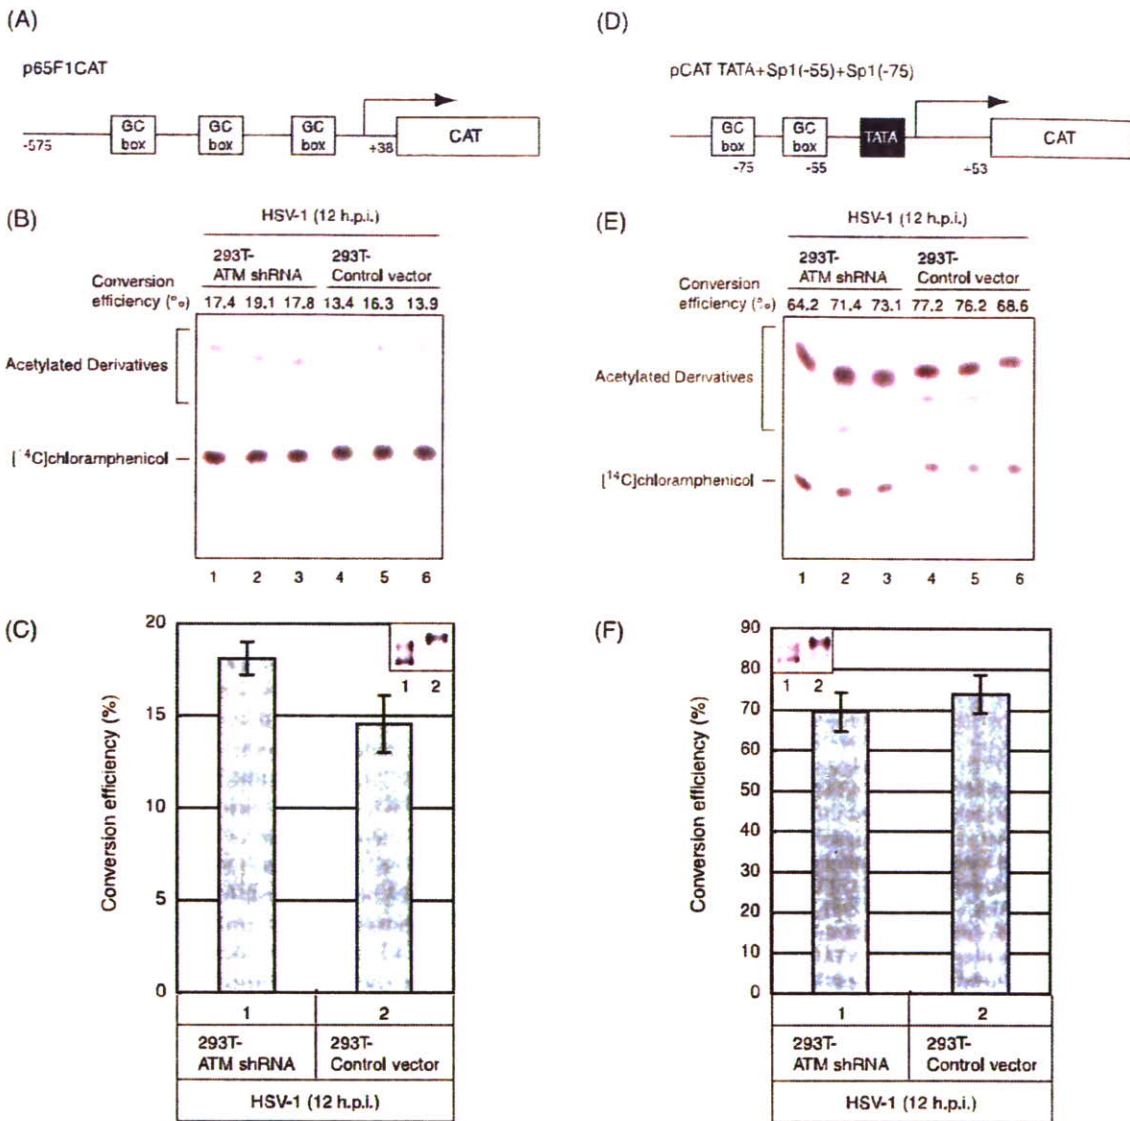 (A)
p65F1CAT
GC box
GC box
GC box
CAT
-575
+38
(B)
HSV-1 (12 h.p.i.)
293T-
ATM shRNA
293T-
Control vector
Conversion
efficiency (%)
17.4 19.1 17.8 13.4 16.3 13.9
Acetylated Derivatives
[14C]chloramphenicol
1 2 3 4 5 6
(C)
Conversion efficiency (%)
20
15
10
5
0
1 2
1 2
293T-
ATM shRNA
293T-
Control vector
HSV-1 (12 h.p.i.)
(D)
pCAT TATA+Sp1(-55)+Sp1(-75)
GC box
GC box
TATA
CAT
-75
-55
+53
(E)
HSV-1 (12 h.p.i.)
293T-
ATM shRNA
293T-
Control vector
Conversion
efficiency (%)
64.2 71.4 73.1 77.2 76.2 68.6
Acetylated Derivatives
[14C]chloramphenicol
1 2 3 4 5 6
(F)
Conversion efficiency (%)
90
80
70
60
50
40
30
20
10
0
1 2
1 2
293T-
ATM shRNA
293T-
Control vector
HSV-1 (12 h.p.i.)